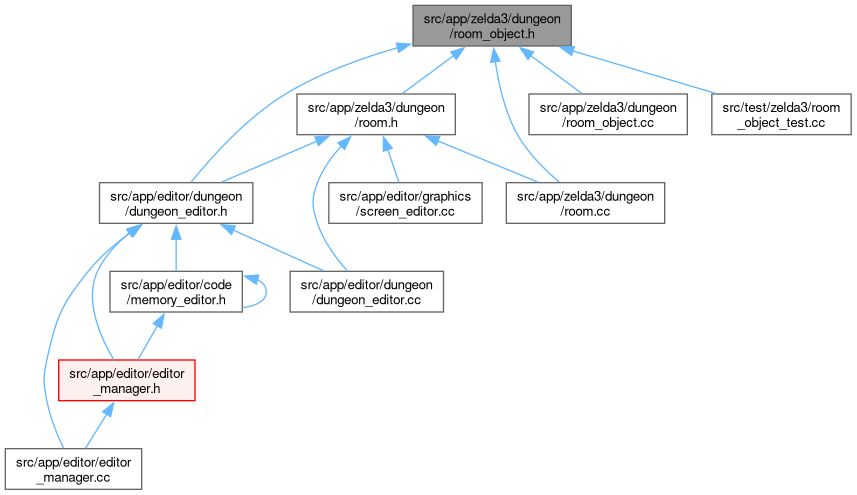 src/app/zelda3/dungeon
/room_object.h
src/app/zelda3/dungeon
/room.h
src/app/zelda3/dungeon
/room_object.cc
src/test/zelda3/room
_object_test.cc
src/app/editor/dungeon
/dungeon_editor.h
src/app/editor/graphics
/screen_editor.cc
src/app/zelda3/dungeon
/room.cc
src/app/editor/code
/memory_editor.h
src/app/editor/dungeon
/dungeon_editor.cc
src/app/editor/editor
_manager.h
src/app/editor/editor
_manager.cc